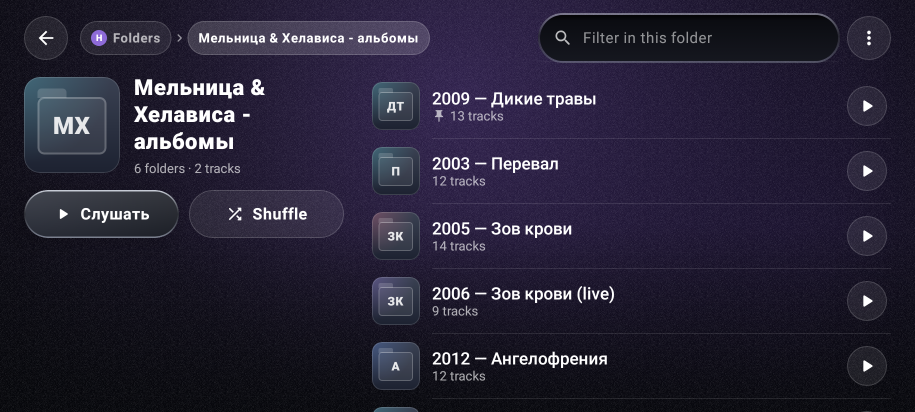 H Folders > Мельница & Хелависа - альбомы
Filter in this folder
МХ
Мельница &
Хелависа -
альбомы
6 folders · 2 tracks
Слушать
Shuffle
ДТ
2009 — Дикие травы
13 tracks
П
2003 — Перевал
12 tracks
ЗК
2005 — Зов крови
14 tracks
ЗК
2006 — Зов крови (live)
9 tracks
А
2012 — Ангелофрения
12 tracks